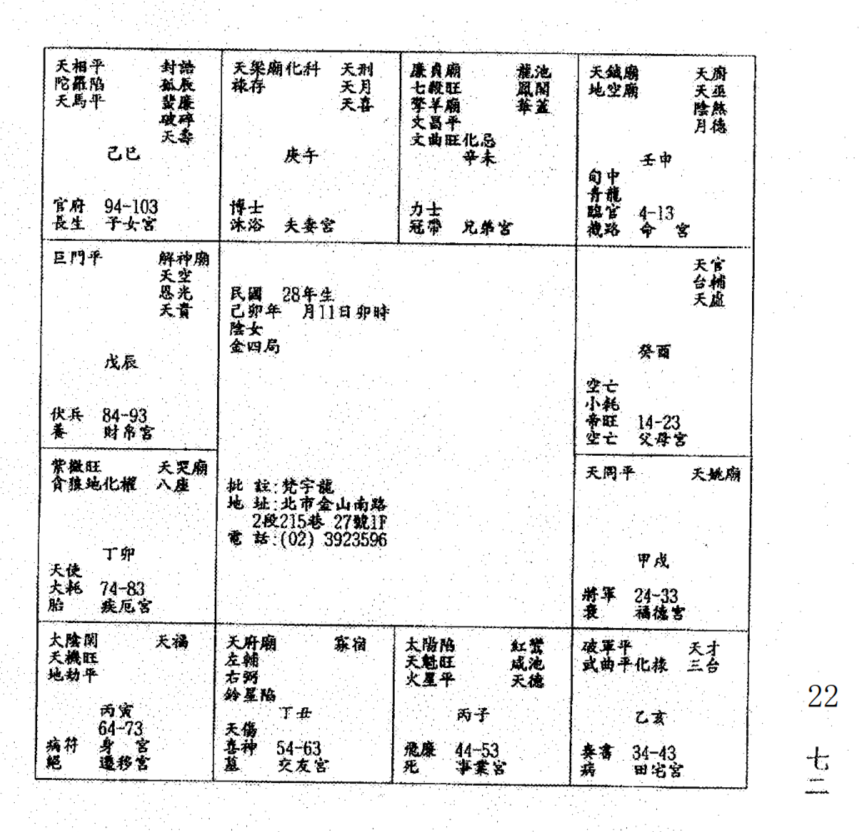 天相平 封誥
陀羅陷 孤辰
天馬平 蜚廉
破碎
天壽
己巳
官府 94-103
長生 子女宮
天梁廟化科 天刑
祿存 天月
天喜
庚午
博士
沐浴 夫妻宮
廉貞廟 龍池
七殺旺 鳳閣
擎羊廟 華蓋
文昌平
文曲旺化忌
辛未
力士
冠帶 兄弟宮
天鉞廟 天廚
地空廟 天巫
陰煞
月德
壬申
旬中
青龍
臨官 4-13
截路 命 宮
巨門平 解神廟
天空
恩光
天貴
戊辰
伏兵 84-93
養 財帛宮
民國 28年生
己卯年 月11日卯時
陰女
金四局
批 註:梵宇龍
地 址:北市金山南路
2段215巷 27號1F
電 話:(02) 3923596
天官
台輔
天虛
癸酉
空亡
小耗
帝旺 14-23
空亡 父母宮
紫微旺 天哭廟
貪狼地化權 八座
丁卯
天使
大耗 74-83
胎 疾厄宮
天同平 天姚廟
甲戌
將軍 24-33
衰 福德宮
太陰閑 天福
天機旺
地劫平
丙寅
64-73
病符 身 宮
絕 遷移宮
天府廟 寡宿
左輔
右弼
鈴星陷
丁丑
天傷
喜神 54-63
墓 交友宮
太陽陷 紅鸞
天魁旺 咸池
火星平 天德
丙子
飛廉 44-53
死 事業宮
破軍平 天才
武曲平化祿 三台
乙亥
奏書 34-43
病 田宅宮
22
七二